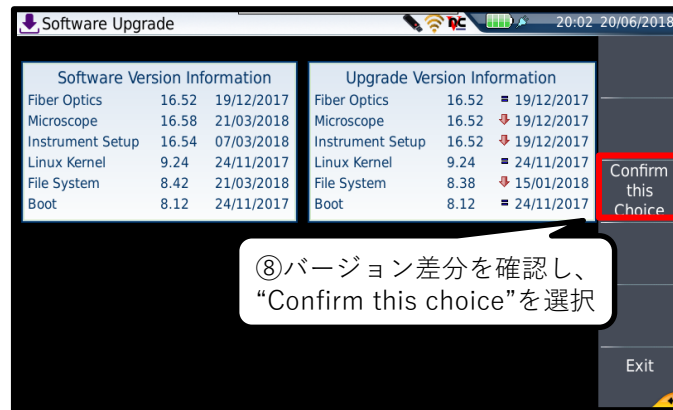 Software Upgrade
20:02 20/06/2018
Software Version Information
Fiber Optics 16.52 19/12/2017
Microscope 16.58 21/03/2018
Instrument Setup 16.54 07/03/2018
Linux Kernel 9.24 24/11/2017
File System 8.42 21/03/2018
Boot 8.12 24/11/2017
Upgrade Version Information
Fiber Optics 16.52 = 19/12/2017
Microscope 16.52 19/12/2017
Instrument Setup 16.52 19/12/2017
Linux Kernel 9.24 = 24/11/2017
File System 8.38 15/01/2018
Boot 8.12 = 24/11/2017
Confirm
this
Choice
⑧バージョン差分を確認し、
“Confirm this choice”を選択
Exit